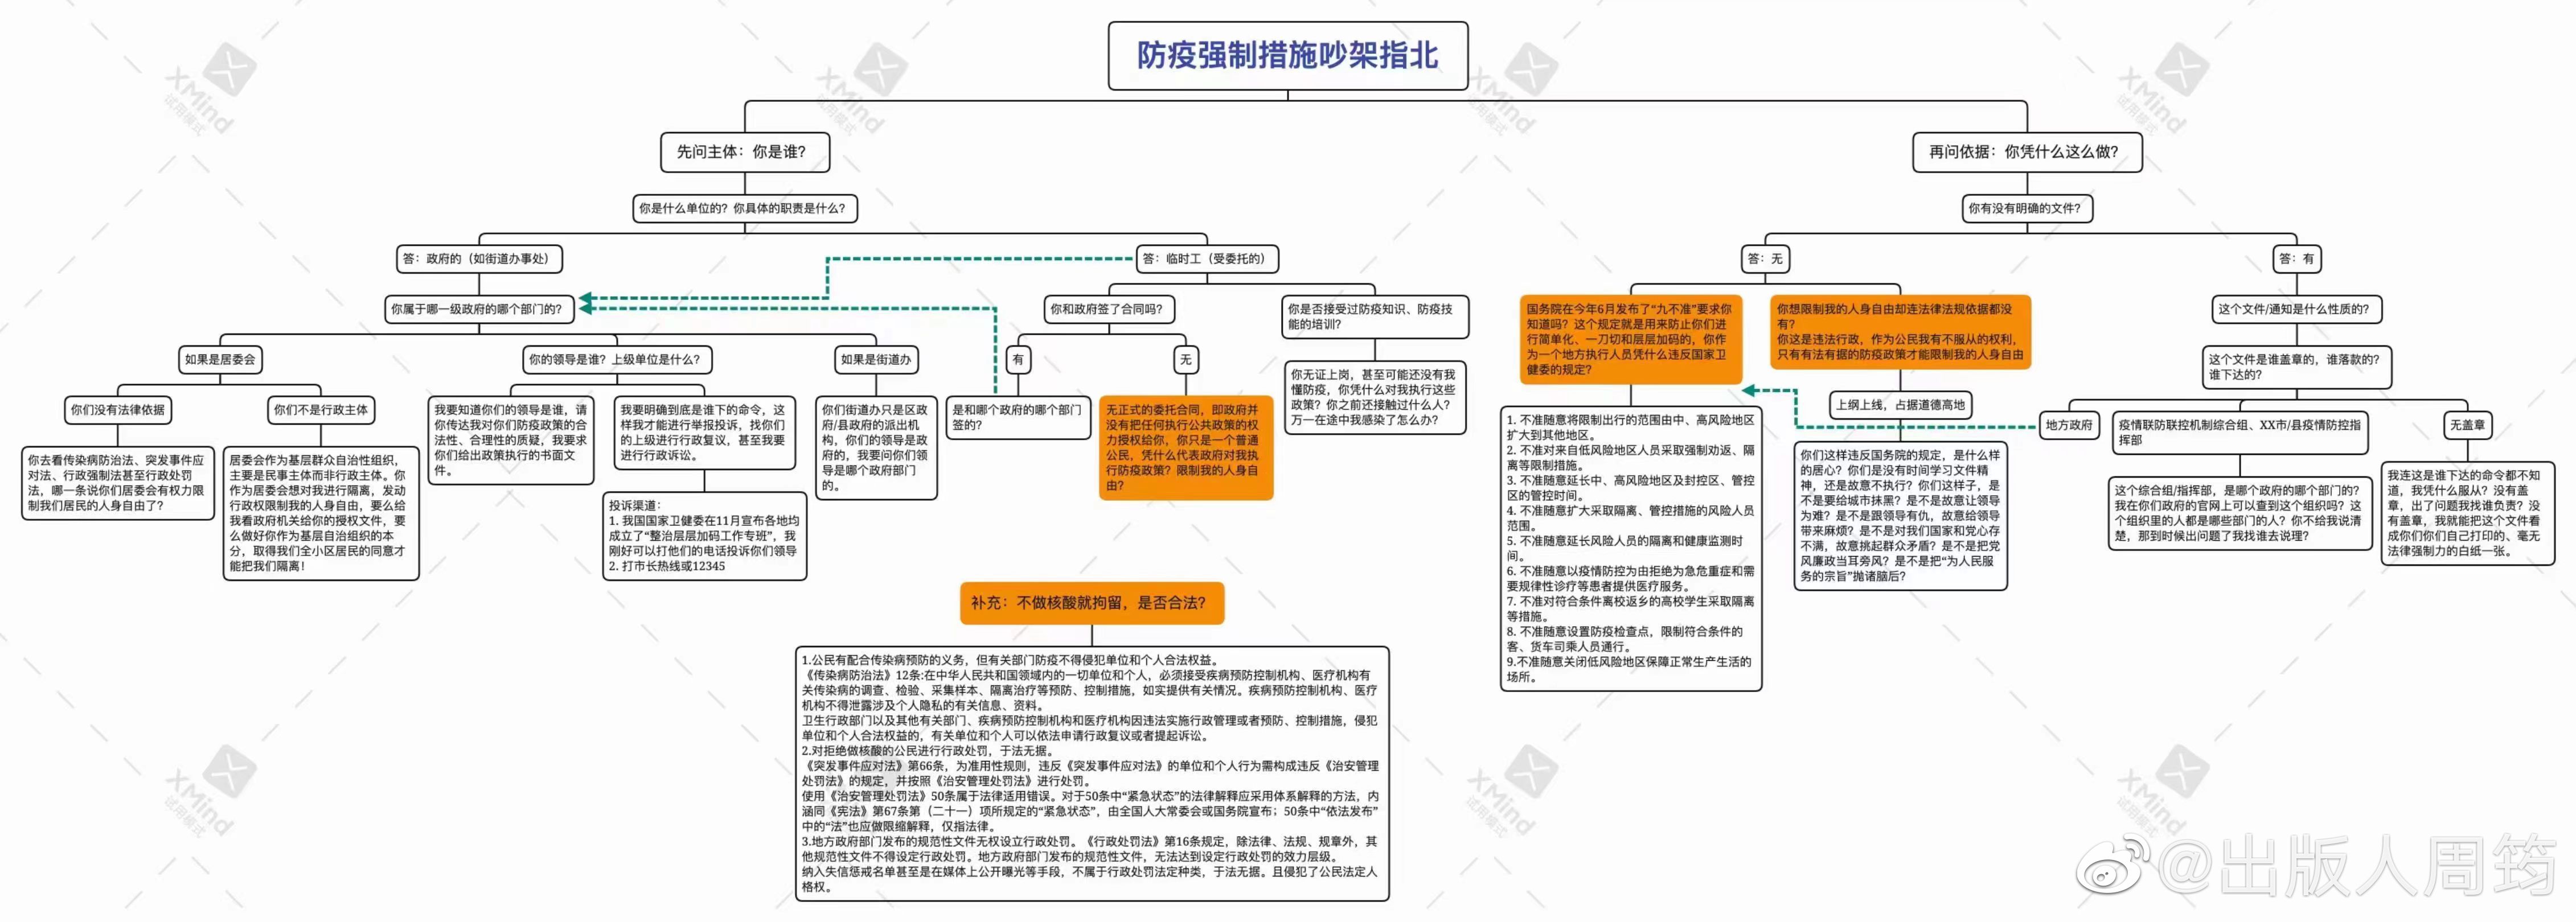 防疫强制措施吵架指北
先问主体：你是谁？
你是什么单位的？你具体的职责是什么？
答：政府的（如街道办事处）
你属于哪一级政府的哪个部门的？
如果是居委会
你们没有法律依据
你去看传染病防治法、突发事件应
对法、行政强制法甚至行政处罚
法，哪一条说你们居委会有权力限
制我们居民的人身自由了？
你们不是行政主体
居委会作为基层群众自治性组织，
主要是民事主体而非行政主体。你
作为居委会想对我进行隔离，发动
行政权限制我的人身自由，要么给
我看政府机关给你的授权文件，要
么做好你作为基层自治组织的本
分，取得我们全小区居民的同意才
能把我们隔离！
你的领导是谁？上级单位是什么？
我要知道你们的领导是谁，请
你传达我对你们防疫政策的合
法性、合理性的质疑，我要求
你们给出政策执行的书面文
件。
我要明确到底是谁下的命令，这
样我才能进行举报投诉，找你们
的上级进行行政复议，甚至我要
进行行政诉讼。
投诉渠道：
1. 我国国家卫健委在11月宣布各地均
成立了“整治层层加码工作专班”，我
刚好可以打他们的电话投诉你们领导
2. 打市长热线或12345
如果是街道办
你们街道办只是区政
府/县政府的派出机
构，你们的领导是政
府的，我要问你们领
导是哪个政府部门
的。
答：临时工（受委托的）
你和政府签了合同吗？
有
是和哪个政府的哪个部门
签的？
无
无正式的委托合同，即政府并
没有把任何执行公共政策的权
力授权给你，你只是一个普通
公民，凭什么代表政府对我执
行防疫政策？限制我的人身自
由？
你是否接受过防疫知识、防疫技
能的培训？
你无证上岗，甚至可能还没有我
懂防疫，你凭什么对我执行这些
政策？你之前还接触过什么人？
万一在途中我感染了怎么办？
再问依据：你凭什么这么做？
你有没有明确的文件？
答：无
国务院在今年6月发布了“九不准”要求你
知道吗？这个规定就是用来防止你们进
行简单化、一刀切和层层加码的，你作
为一个地方执行人员凭什么违反国家卫
健委的规定？
1. 不准随意将限制出行的范围由中、高风险地区
扩大到其他地区。
2. 不准对来自低风险地区人员采取强制劝返、隔
离等限制措施。
3. 不准随意延长中、高风险地区及封控区、管控
区的管控时间。
4. 不准随意扩大采取隔离、管控措施的风险人员
范围。
5. 不准随意延长风险人员的隔离和健康监测时
间。
6. 不准随意以疫情防控为由拒绝为急危重症和需
要规律性诊疗等患者提供医疗服务。
7. 不准对符合条件离校返乡的高校学生采取隔离
等措施。
8. 不准随意设置防疫检查点，限制符合条件的
客、货车司乘人员通行。
9.不准随意关闭低风险地区保障正常生产生活的
场所。
你想限制我的人身自由却连法律法规依据都没
有？
你这是违法行政，作为公民我有不服从的权利，
只有有法有据的防疫政策才能限制我的人身自由
上纲上线，占据道德高地
你们这样违反国务院的规定，是什么样
的居心？你们是没有时间学习文件精
神，还是故意不执行？你们这样子，是
不是要给城市抹黑？是不是故意让领导
为难？是不是跟领导有仇，故意给领导
带来麻烦？是不是对我们国家和党心存
不满，故意挑起群众矛盾？是不是把党
风廉政当耳旁风？是不是把“为人民服
务的宗旨”抛诸脑后？
答：有
这个文件/通知是什么性质的？
这个文件是谁盖章的，谁落款的？
谁下达的？
地方政府
疫情联防联控机制综合组、XX市/县疫情防控指
挥部
这个综合组/指挥部，是哪个政府的哪个部门的？
我在你们政府的官网上可以查到这个组织吗？这
个组织里的人都是哪些部门的人？你不给我说清
楚，那到时候出问题了我找谁去说理？
无盖章
我连这是谁下达的命令都不知
道，我凭什么服从？没有盖
章，出了问题我找谁负责？没
有盖章，我就能把这个文件看
成你们你们自己打印的、毫无
法律强制力的白纸一张。
补充：不做核酸就拘留，是否合法？
1.公民有配合传染病预防的义务，但有关部门防疫不得侵犯单位和个人合法权益。
《传染病防治法》12条:在中华人民共和国领域内的一切单位和个人，必须接受疾病预防控制机构、医疗机构有
关传染病的调查、检验、采集样本、隔离治疗等预防、控制措施，如实提供有关情况。疾病预防控制机构、医疗
机构不得泄露涉及个人隐私的有关信息、资料。
卫生行政部门以及其他有关部门、疾病预防控制机构和医疗机构因违法实施行政管理或者预防、控制措施，侵犯
单位和个人合法权益的，有关单位和个人可以依法申请行政复议或者提起诉讼。
2.对拒绝做核酸的公民进行行政处罚，于法无据。
《突发事件应对法》第66条，为准用性规则，违反《突发事件应对法》的单位和个人行为需构成违反《治安管理
处罚法》的规定，并按照《治安管理处罚法》进行处罚。
使用《治安管理处罚法》50条属于法律适用错误。对于50条中“紧急状态”的法律解释应采用体系解释的方法，内
涵同《宪法》第67条第（二十一）项所规定的“紧急状态”，由全国人大常委会或国务院宣布；50条中“依法发布”
中的“法”也应做限缩解释，仅指法律。
3.地方政府部门发布的规范性文件无权设立行政处罚。《行政处罚法》第16条规定，除法律、法规、规章外，其
他规范性文件不得设定行政处罚。地方政府部门发布的规范性文件，无法达到设定行政处罚的效力层级。
纳入失信惩戒名单甚至是在媒体上公开曝光等手段，不属于行政处罚法定种类，于法无据。且侵犯了公民法定人
格权。
XMind
试用模式
XMind
试用模式
XMind
试用模式
XMind
试用模式
XMind
试用模式
XMind
试用模式
XMind
试用模式
@出版人周筠